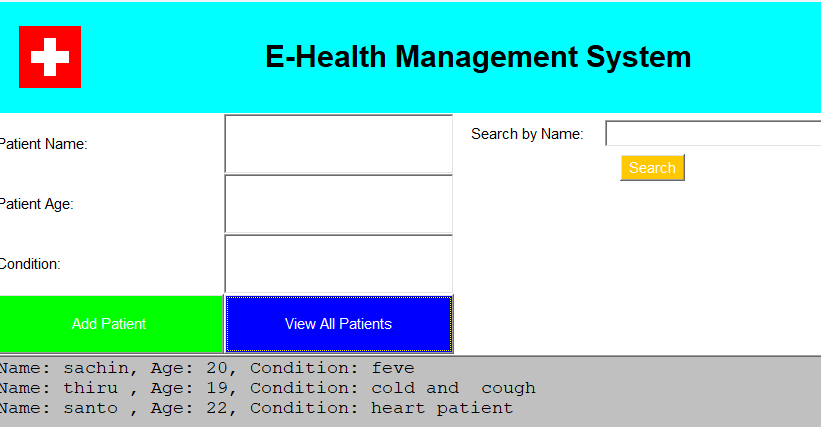 E-Health Management System
Patient Name:
Search by Name:
Search
Patient Age:
Condition:
Add Patient
View All Patients
Name: sachin, Age: 20, Condition: feve
Name: thiru , Age: 19, Condition: cold and  cough
Name: santo , Age: 22, Condition: heart patient